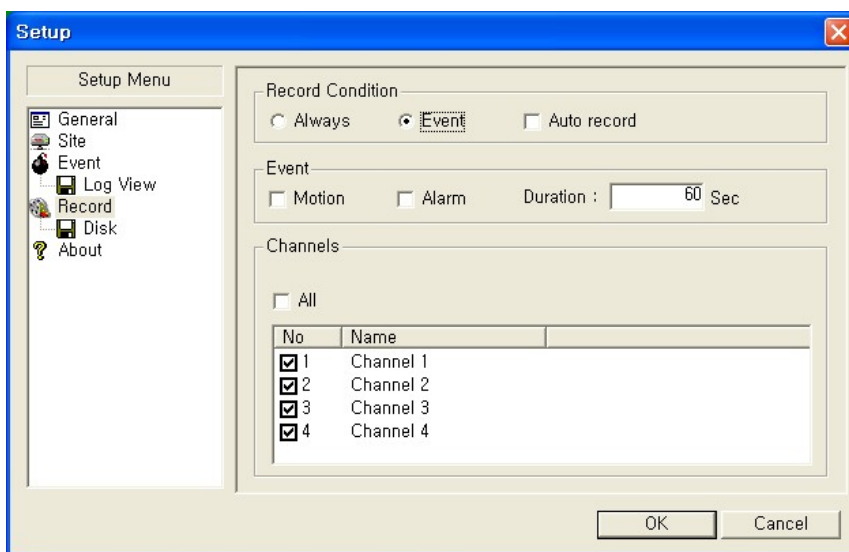 Setup
Setup Menu
General
Site
Event
Log View
Record
Disk
About
Record Condition
Always Event Auto record
Event
Motion Alarm Duration : 60 Sec
Channels
All
No Name
1 Channel 1
2 Channel 2
3 Channel 3
4 Channel 4
OK Cancel